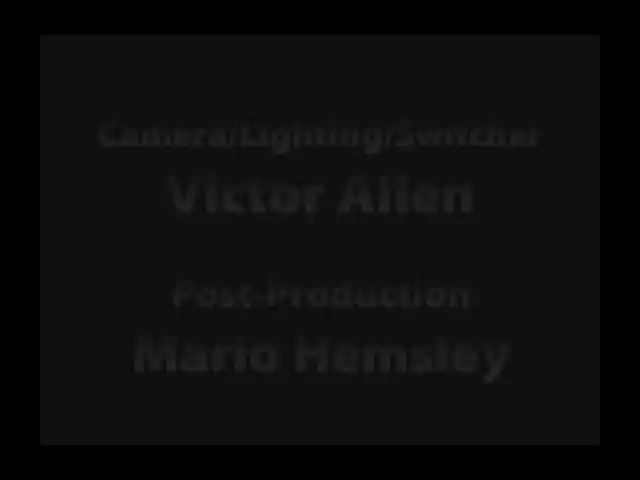 Camera/Lighting/Switcher
Victor Allen
Post-Production
Mario Hemsley